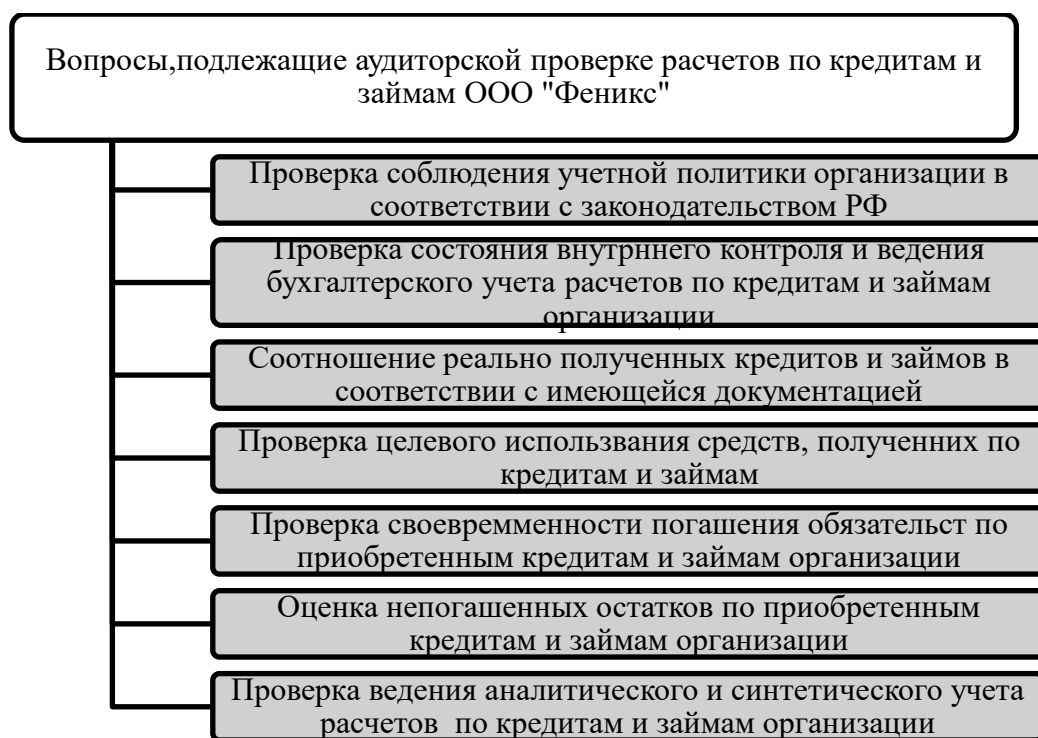 Вопросы,подлежащие аудиторской проверке расчетов по кредитам и
займам ООО "Феникс"
Проверка соблюдения учетной политики организации в
соответствии с законодательством РФ
Проверка состояния внутрннего контроля и ведения
бухгалтерского учета расчетов по кредитам и займам
организации
Соотношение реально полученных кредитов и займов в
соответствии с имеющейся документацией
Проверка целевого использвания средств, полученних по
кредитам и займам
Проверка своевремменности погашения обязательст по
приобретенным кредитам и займам организации
Оценка непогашенных остатков по приобретенным
кредитам и займам организации
Проверка ведения аналитического и синтетического учета
расчетов по кредитам и займам организации